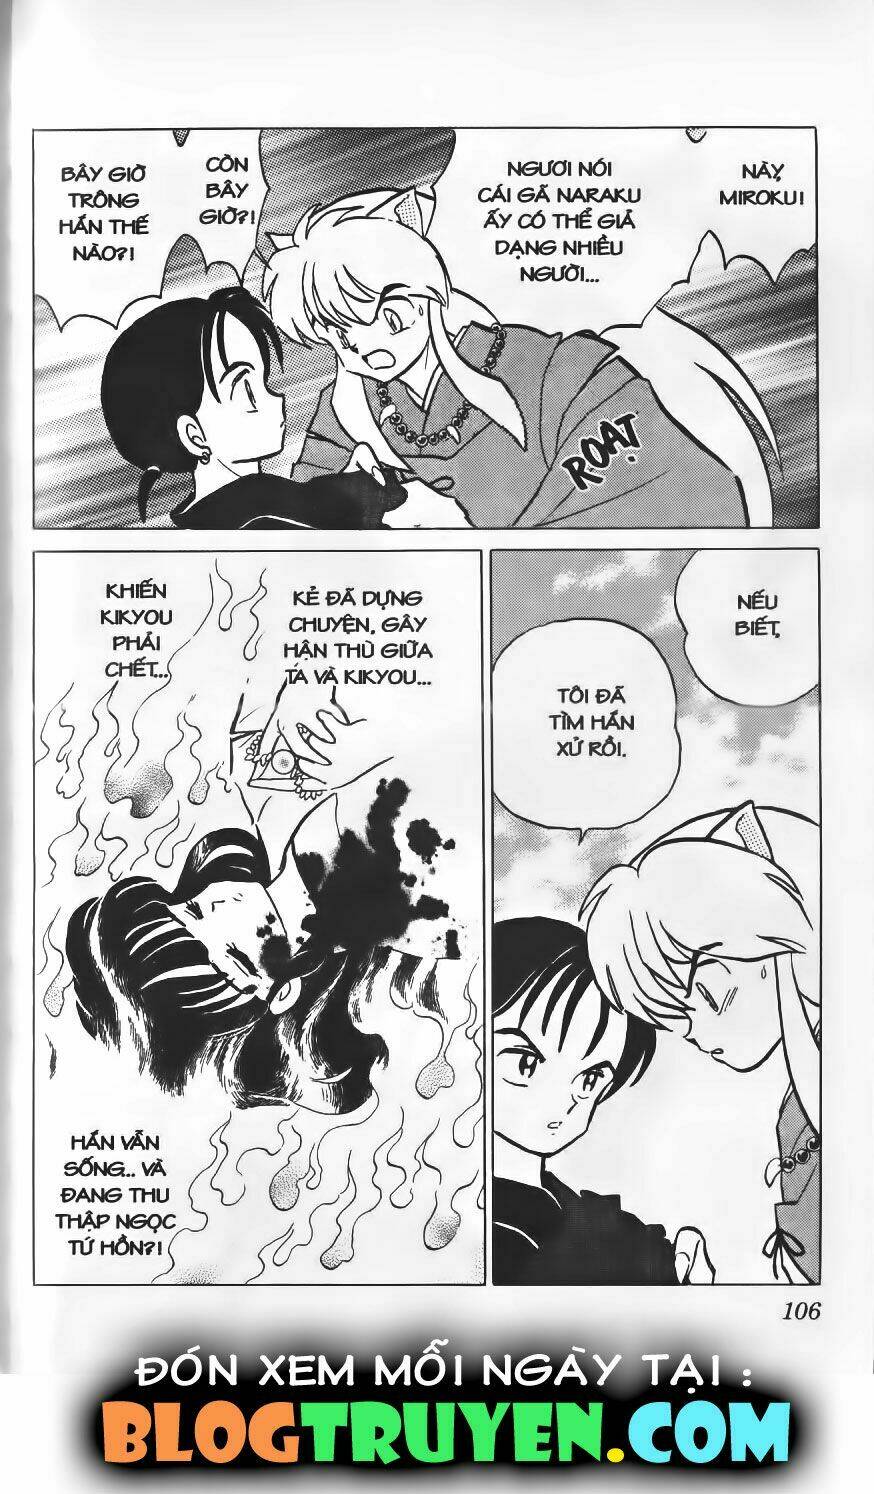 NÀY,
MIROKU!
NGƯƠI NÓI
CÁI GÃ NARAKU
ẤY CÓ THỂ GIẢ
DẠNG NHIỀU
NGƯỜI...
CÒN
BÂY
GIỜ?!
BÂY GIỜ
TRÔNG
HẮN THẾ
NÀO?!
ROẠT
NẾU
BIẾT,
TÔI ĐÃ
TÌM HẮN
XỬ RỒI.
KẺ ĐÃ DỰNG
CHUYỆN, GÂY
HẬN THÙ GIỮA
TA VÀ KIKYOU...
KHIẾN
KIKYOU
PHẢI
CHẾT...
HẮN VẪN
SỐNG... VÀ
ĐANG THU
THẬP NGỌC
TỨ HỒN?!
106
ĐÓN XEM MỖI NGÀY TẠI :
BLOGTRUYEN.COM